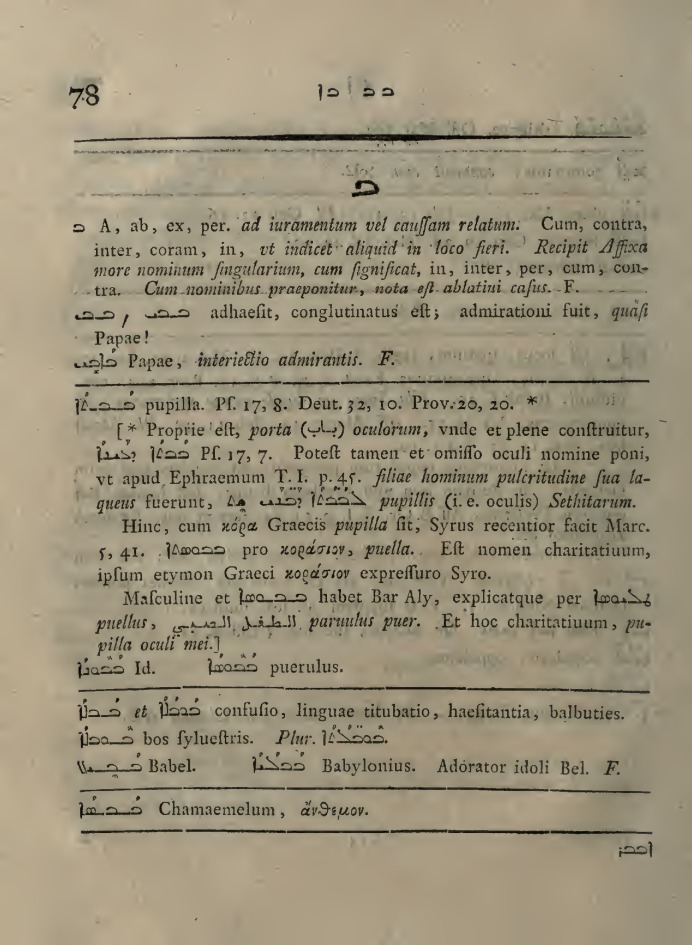 78
ܒ
ܒ A, ab, ex, per. ad iuramentum vel cauſſam relatum. Cum, contra,
inter, coram, in, vt indicet aliquid in loco fieri. Recipit Affixa
more nominum ſingularium, cum ſignificat, in, inter, per, cum, con-
tra. Cum nominibus praeponitur, nota eſt ablatiui caſus. F.
adhaeſit, conglutinatus eſt; admirationi fuit, quaſi
Papae!
Papae, interiectio admirantis. F.
pupilla. Pſ. 17, 8. Deut. 32, 10. Prov. 20, 20. *
[* Proprie eſt, porta (باب) oculorum, vnde et plene conſtruitur,
Pſ. 17, 7. Poteſt tamen et omiſſo oculi nomine poni,
vt apud Ephraemum T. I. p. 45. filiae hominum pulcritudine ſua la-
queus fuerunt, pupillis (i. e. oculis) Sethitarum.
Hinc, cum κόρα Graecis pupilla ſit, Syrus recentior facit Marc.
5, 41. pro κοράσιον, puella. Eſt nomen charitatiuum,
ipſum etymon Graeci κοράσιον expreſſuro Syro.
Maſculine et habet Bar Aly, explicatque per
puellus, paruulus puer. Et hoc charitatiuum, pu-
pilla oculi mei.]
Id. puerulus.
et confuſio, linguae titubatio, haeſitantia, balbuties.
bos ſylueſtris. Plur.
Babel. Babylonius. Adorator idoli Bel. F.
Chamaemelum, ἄνθεμον.